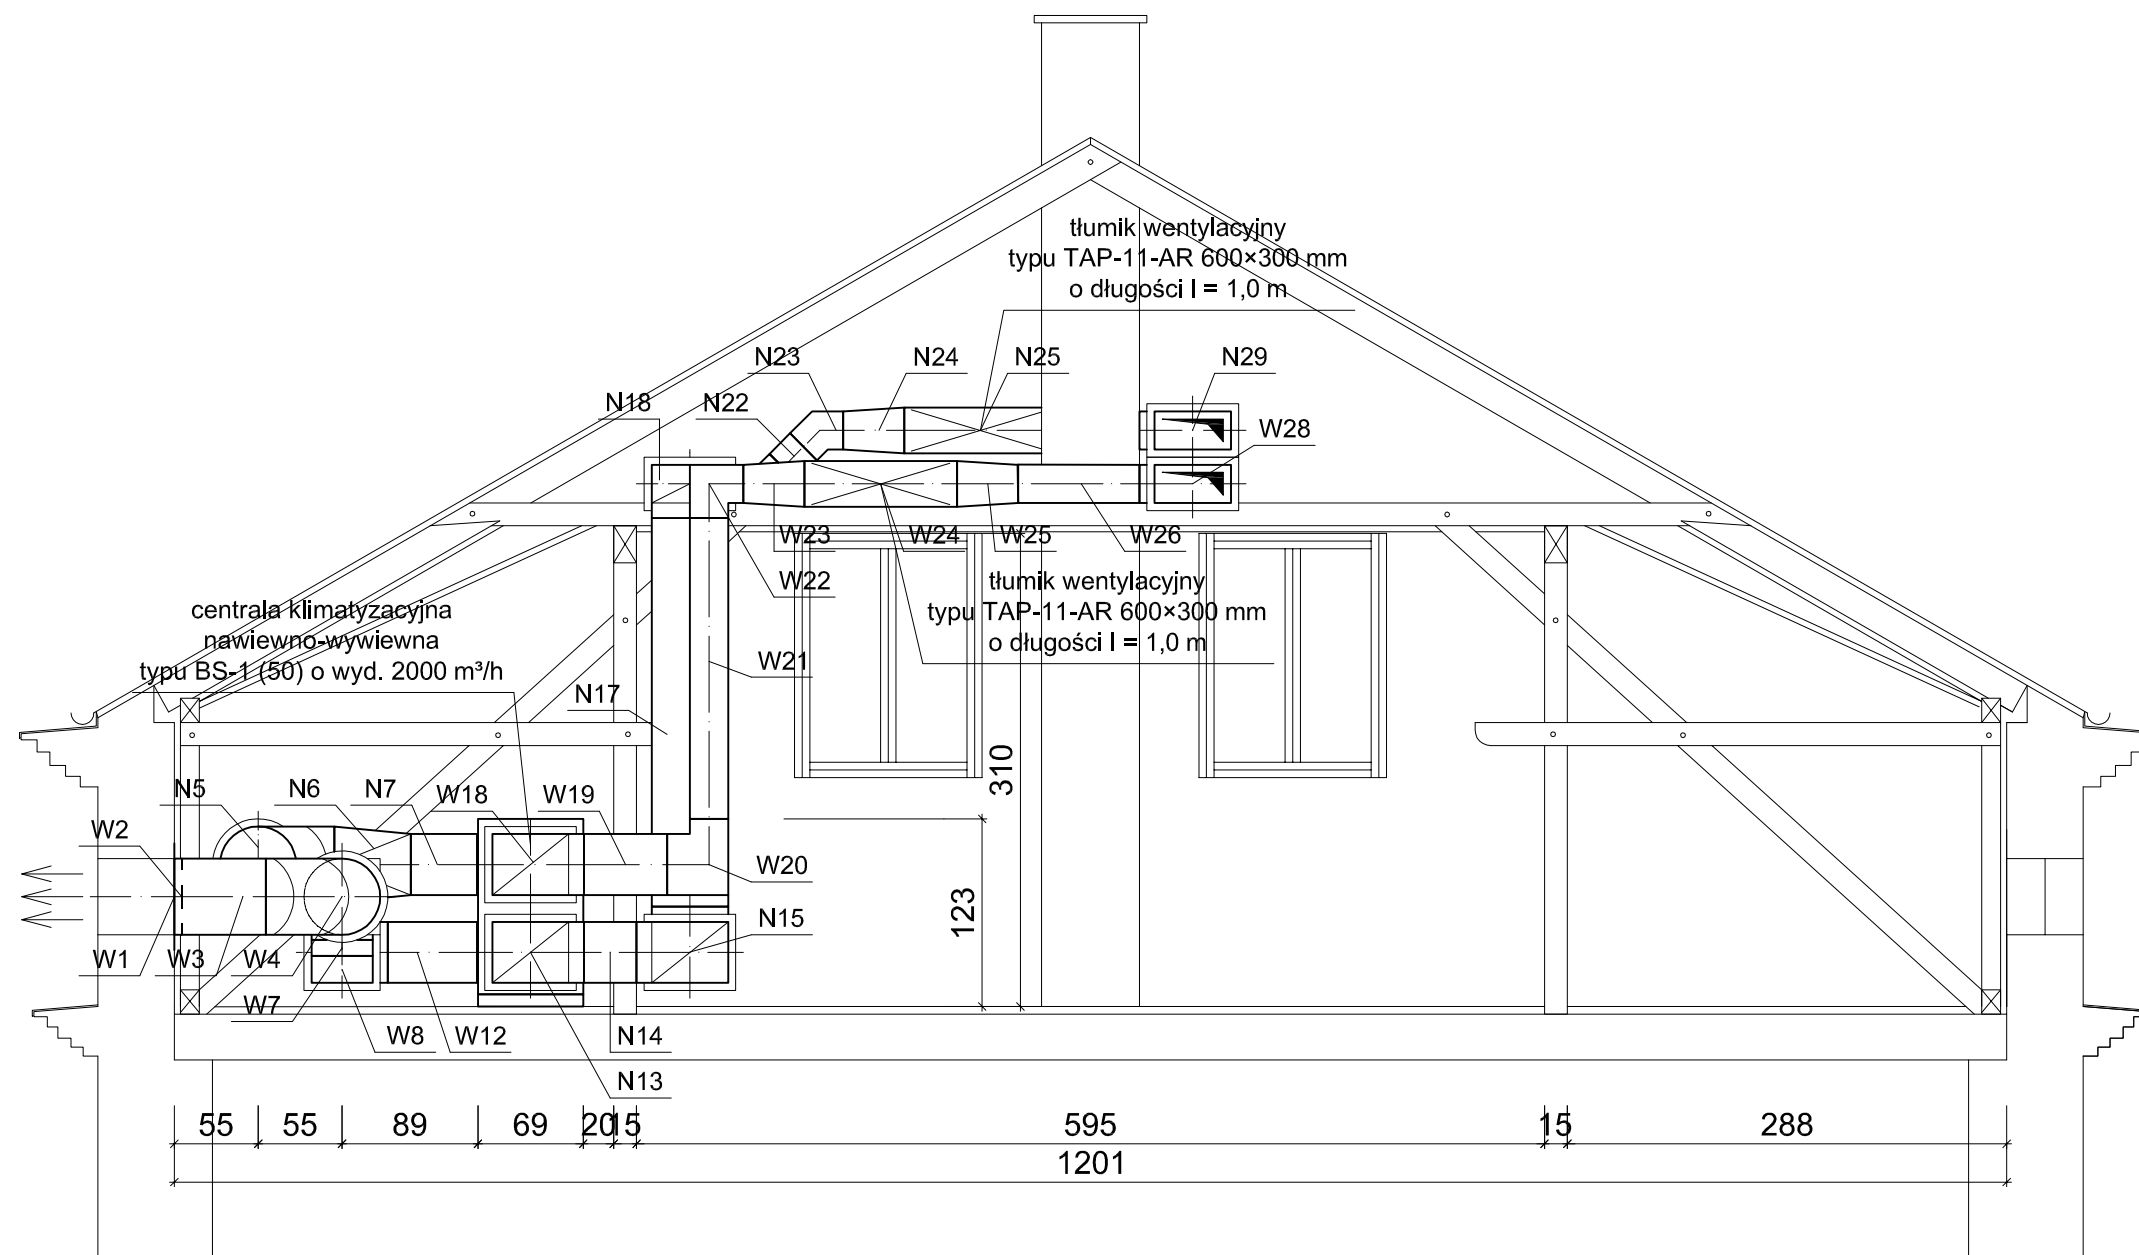 tłumik wentylacyjny
typu TAP-11-AR 600×300 mm
o długości l = 1,0 m
N23
N24
N25
N29
N18
N22
W28
W23
W24
W25
W26
W22
tłumik wentylacyjny
typu TAP-11-AR 600×300 mm
o długości l = 1,0 m
centrala klimatyzacyjna
nawiewno-wywiewna
typu BS-1 (50) o wyd. 2000 m³/h
W21
N17
310
N5
N6
N7
W18
W19
W2
W20
123
N15
W1
W3
W4
W7
W8
W12
N14
N13
55
55
89
69
20
15
595
15
288
1201